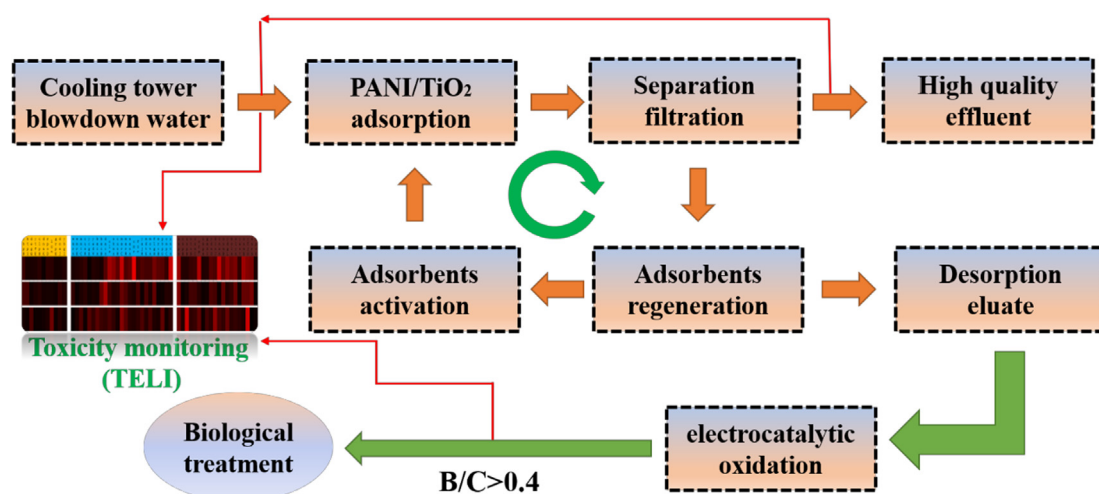 Cooling tower
blowdown water
PANI/TiO₂
adsorption
Separation
filtration
High quality
effluent
Adsorbents
activation
Adsorbents
regeneration
Desorption
eluate
Toxicity monitoring
(TELI)
Biological
treatment
B/C>0.4
electrocatalytic
oxidation